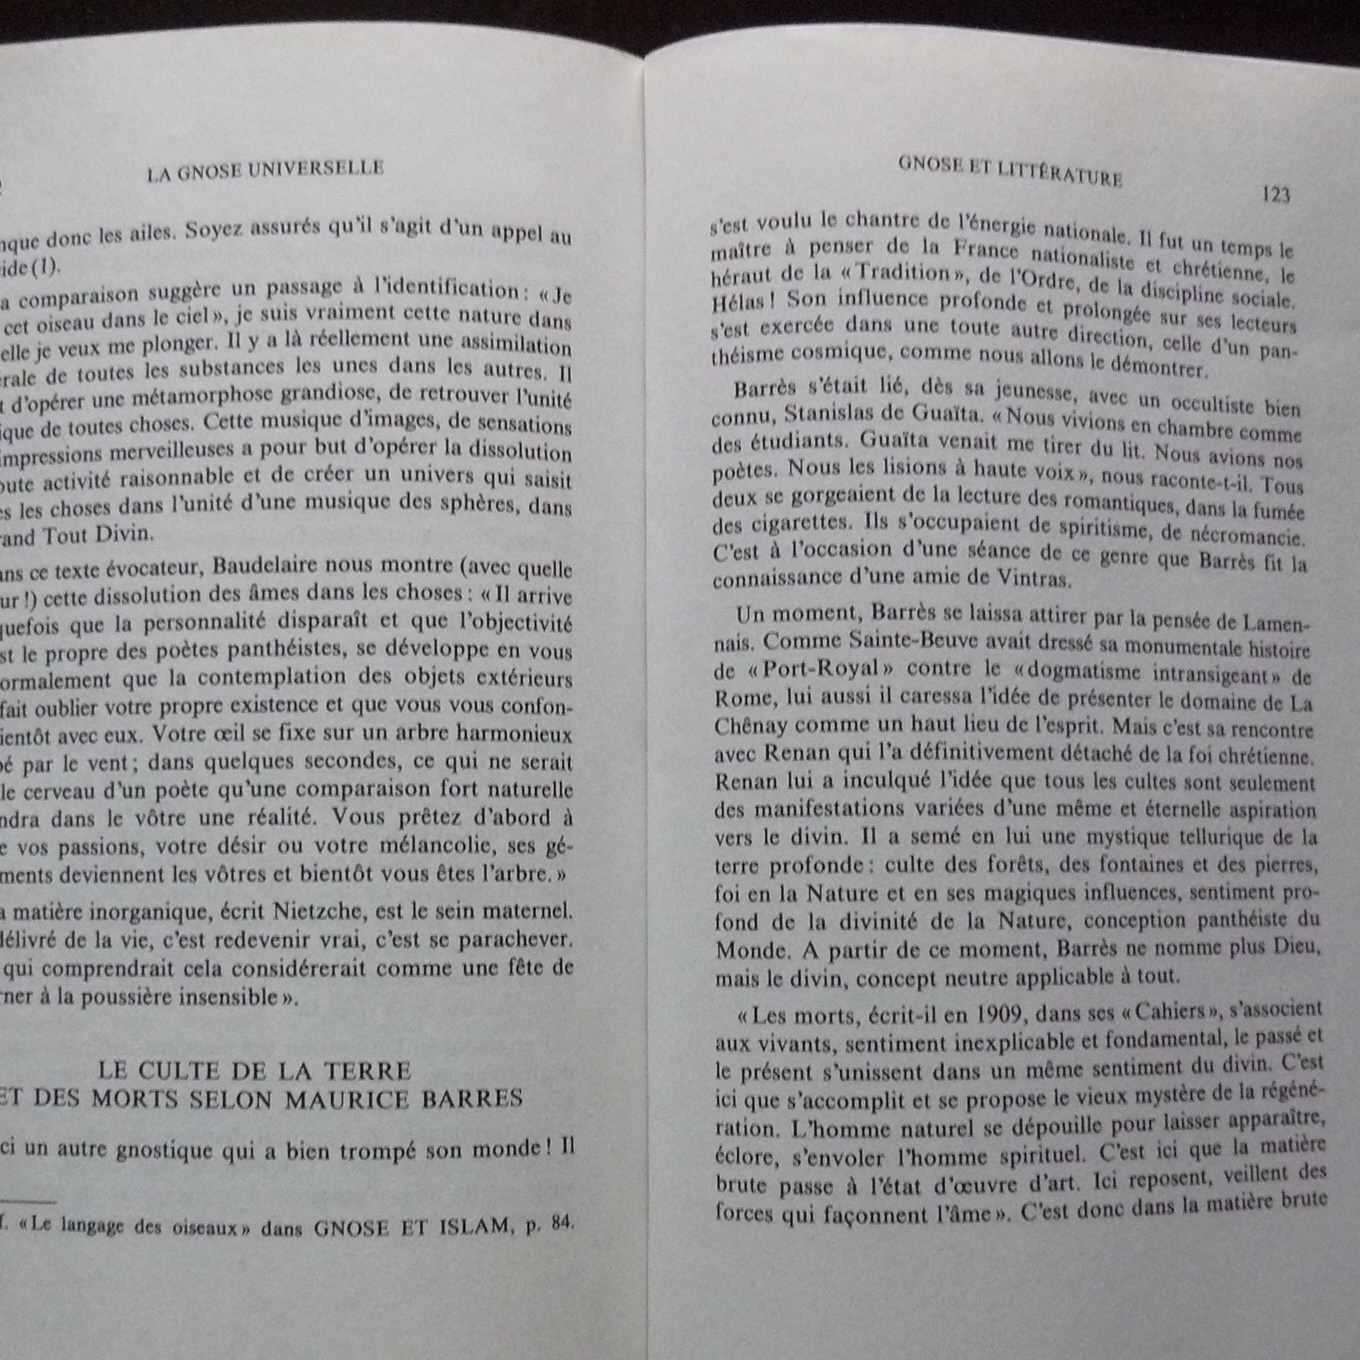 LA GNOSE UNIVERSELLE
donc les ailes. Soyez assurés qu'il s'agit d'un appel au
(1).
comparaison suggère un passage à l'identification : « Je
cet oiseau dans le ciel », je suis vraiment cette nature dans
je veux me plonger. Il y a là réellement une assimilation
de toutes les substances les unes dans les autres. Il
d'opérer une métamorphose grandiose, de retrouver l'unité
de toutes choses. Cette musique d'images, de sensations
impressions merveilleuses a pour but d'opérer la dissolution
activité raisonnable et de créer un univers qui saisit
les choses dans l'unité d'une musique des sphères, dans
Tout Divin.
ce texte évocateur, Baudelaire nous montre (avec quelle
!) cette dissolution des âmes dans les choses : « Il arrive
que la personnalité disparaît et que l'objectivité
le propre des poètes panthéistes, se développe en vous
que la contemplation des objets extérieurs
fait oublier votre propre existence et que vous vous confon-
avec eux. Votre œil se fixe sur un arbre harmonieux
par le vent ; dans quelques secondes, ce qui ne serait
le cerveau d'un poète qu'une comparaison fort naturelle
dans le vôtre une réalité. Vous prêtez d'abord à
vos passions, votre désir ou votre mélancolie, ses gé-
deviennent les vôtres et bientôt vous êtes l'arbre. »
matière inorganique, écrit Nietzche, est le sein maternel.
de la vie, c'est redevenir vrai, c'est se parachever.
qui comprendrait cela considérerait comme une fête de
à la poussière insensible ».
LE CULTE DE LA TERRE
ET DES MORTS SELON MAURICE BARRES
un autre gnostique qui a bien trompé son monde ! Il
« Le langage des oiseaux » dans GNOSE ET ISLAM, p. 84.
GNOSE ET LITTÉRATURE
123
s'est voulu le chantre de l'énergie nationale. Il fut un temps le
maître à penser de la France nationaliste et chrétienne, le
héraut de la « Tradition », de l'Ordre, de la discipline sociale.
Hélas ! Son influence profonde et prolongée sur ses lecteurs
s'est exercée dans une toute autre direction, celle d'un pan-
théisme cosmique, comme nous allons le démontrer.
Barrès s'était lié, dès sa jeunesse, avec un occultiste bien
connu, Stanislas de Guaïta. « Nous vivions en chambre comme
des étudiants. Guaïta venait me tirer du lit. Nous avions nos
poètes. Nous les lisions à haute voix », nous raconte-t-il. Tous
deux se gorgeaient de la lecture des romantiques, dans la fumée
des cigarettes. Ils s'occupaient de spiritisme, de nécromancie.
C'est à l'occasion d'une séance de ce genre que Barrès fit la
connaissance d'une amie de Vintras.
Un moment, Barrès se laissa attirer par la pensée de Lamen-
nais. Comme Sainte-Beuve avait dressé sa monumentale histoire
de « Port-Royal » contre le « dogmatisme intransigeant » de
Rome, lui aussi il caressa l'idée de présenter le domaine de La
Chênay comme un haut lieu de l'esprit. Mais c'est sa rencontre
avec Renan qui l'a définitivement détaché de la foi chrétienne.
Renan lui a inculqué l'idée que tous les cultes sont seulement
des manifestations variées d'une même et éternelle aspiration
vers le divin. Il a semé en lui une mystique tellurique de la
terre profonde : culte des forêts, des fontaines et des pierres,
foi en la Nature et en ses magiques influences, sentiment pro-
fond de la divinité de la Nature, conception panthéiste du
Monde. A partir de ce moment, Barrès ne nomme plus Dieu,
mais le divin, concept neutre applicable à tout.
« Les morts, écrit-il en 1909, dans ses « Cahiers », s'associent
aux vivants, sentiment inexplicable et fondamental, le passé et
le présent s'unissent dans un même sentiment du divin. C'est
ici que s'accomplit et se propose le vieux mystère de la régéné-
ration. L'homme naturel se dépouille pour laisser apparaître,
éclore, s'envoler l'homme spirituel. C'est ici que la matière
brute passe à l'état d'œuvre d'art. Ici reposent, veillent des
forces qui façonnent l'âme ». C'est donc dans la matière brute